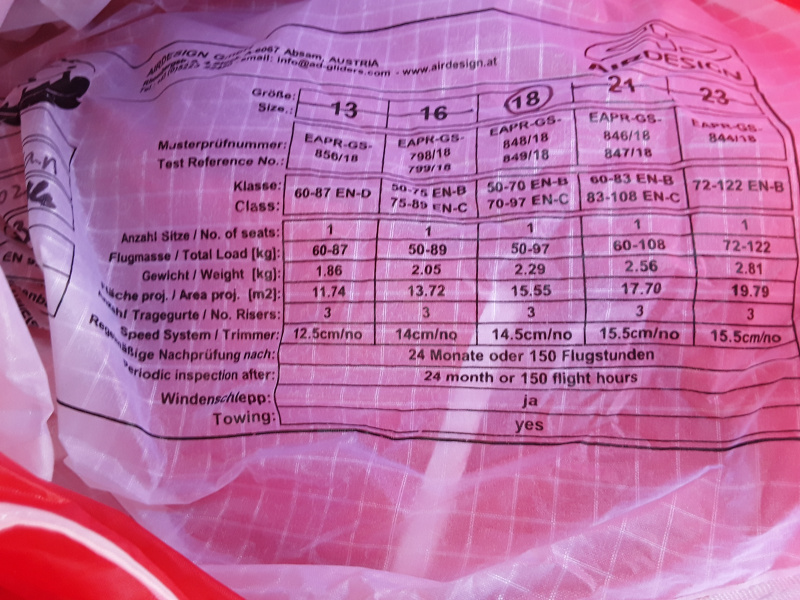 AIRDESIGN
6067 Absam, AUSTRIA
email: info@ad-gliders.com - www.airdesign.at
AIRDESIGN
Größe:
Size.: 13 16 18 21 23
Musterprüfnummer: EAPR-GS- EAPR-GS- EAPR-GS- EAPR-GS- EAPR-GS-
Test Reference No.: 856/18 798/18 848/18 846/18 844/18
799/18 849/18 847/18
Klasse: 60-87 EN-D 50-75 EN-B 50-70 EN-B 60-83 EN-B 72-122 EN-B
Class: 75-89 EN-C 70-97 EN-C 83-108 EN-C
Anzahl Sitze / No. of seats: 1 1 1 1 1
Flugmasse / Total Load [kg]: 60-87 50-89 50-97 60-108 72-122
Gewicht / Weight [kg]: 1.86 2.05 2.29 2.56 2.81
proj. / Area proj. [m2]: 11.74 13.72 15.55 17.70 19.79
Tragegurte / No. Risers: 3 3 3 3 3
Speed System / Trimmer: 12.5cm/no 14cm/no 14.5cm/no 15.5cm/no 15.5cm/no
Nachprüfung nach: 24 Monate oder 150 Flugstunden
Periodic inspection after: 24 month or 150 flight hours
Windenschlepp: ja
Towing: yes